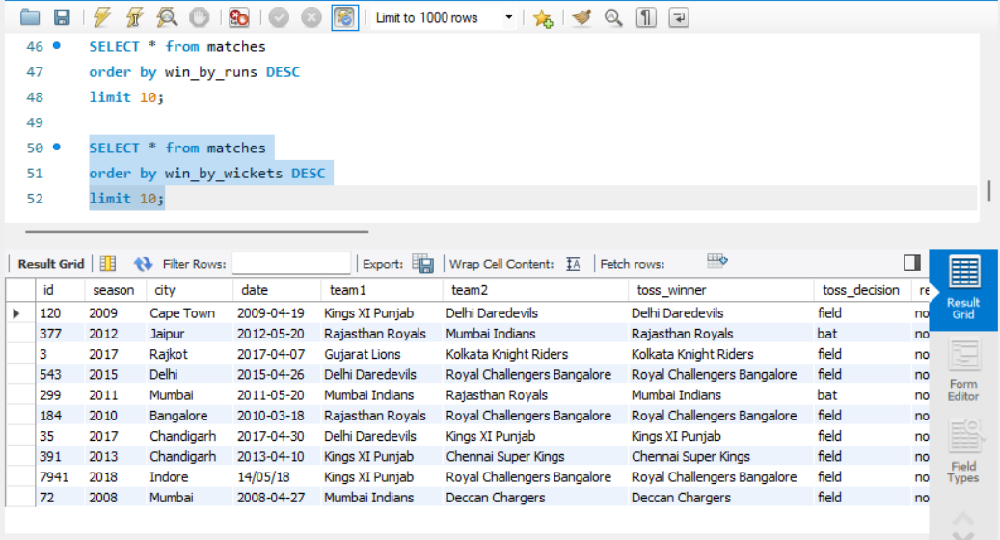 Limit to 1000 rows
46 SELECT * from matches
47 order by win_by_runs DESC
48 limit 10;
49
50 SELECT * from matches
51 order by win_by_wickets DESC
52 limit 10;
Result Grid Filter Rows: Export: Wrap Cell Content: IA Fetch rows:
id season city date team1 team2 toss_winner toss_decision re
120 2009 Cape Town 2009-04-19 Kings XI Punjab Delhi Daredevils Delhi Daredevils field no
377 2012 Jaipur 2012-05-20 Rajasthan Royals Mumbai Indians Rajasthan Royals bat no
3 2017 Rajkot 2017-04-07 Gujarat Lions Kolkata Knight Riders Kolkata Knight Riders field no
543 2015 Delhi 2015-04-26 Delhi Daredevils Royal Challengers Bangalore Royal Challengers Bangalore field no
299 2011 Mumbai 2011-05-20 Mumbai Indians Rajasthan Royals Mumbai Indians bat no
184 2010 Bangalore 2010-03-18 Rajasthan Royals Royal Challengers Bangalore Royal Challengers Bangalore field no
35 2017 Chandigarh 2017-04-30 Delhi Daredevils Kings XI Punjab Kings XI Punjab field no
391 2013 Chandigarh 2013-04-10 Kings XI Punjab Chennai Super Kings Chennai Super Kings field no
7941 2018 Indore 14/05/18 Kings XI Punjab Royal Challengers Bangalore Royal Challengers Bangalore field no
72 2008 Mumbai 2008-04-27 Mumbai Indians Deccan Chargers Deccan Chargers field no
Result
Grid
Form
Editor
Field
Types